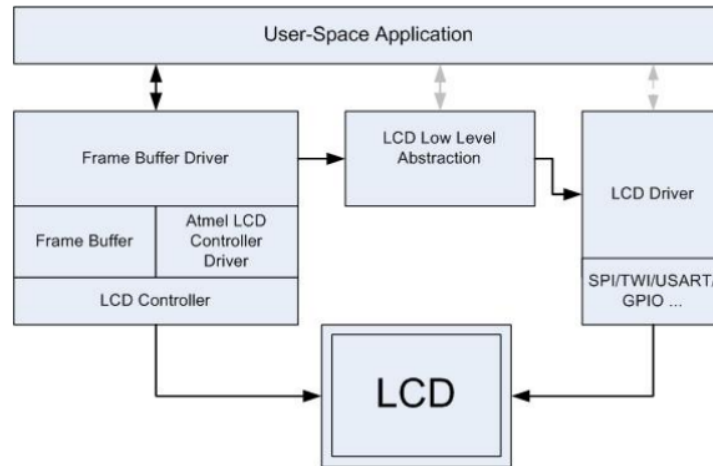 User-Space Application
Frame Buffer Driver
LCD Low Level
Abstraction
LCD Driver
Frame Buffer
Atmel LCD
Controller
Driver
LCD Controller
SPI/TWI/USART/
GPIO ...
LCD